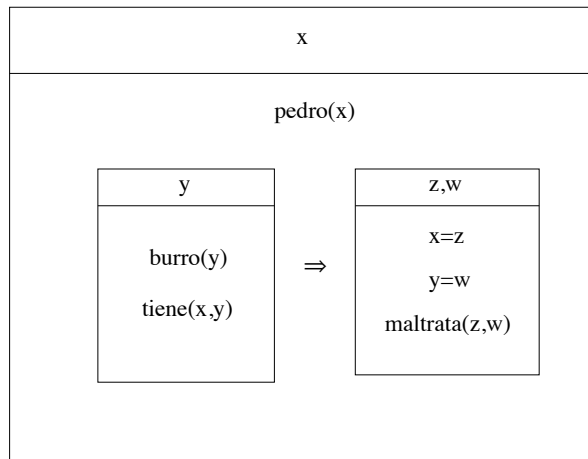 x
pedro(x)
y
burro(y)
tiene(x,y)
⇒
z,w
x=z
y=w
maltrata(z,w)